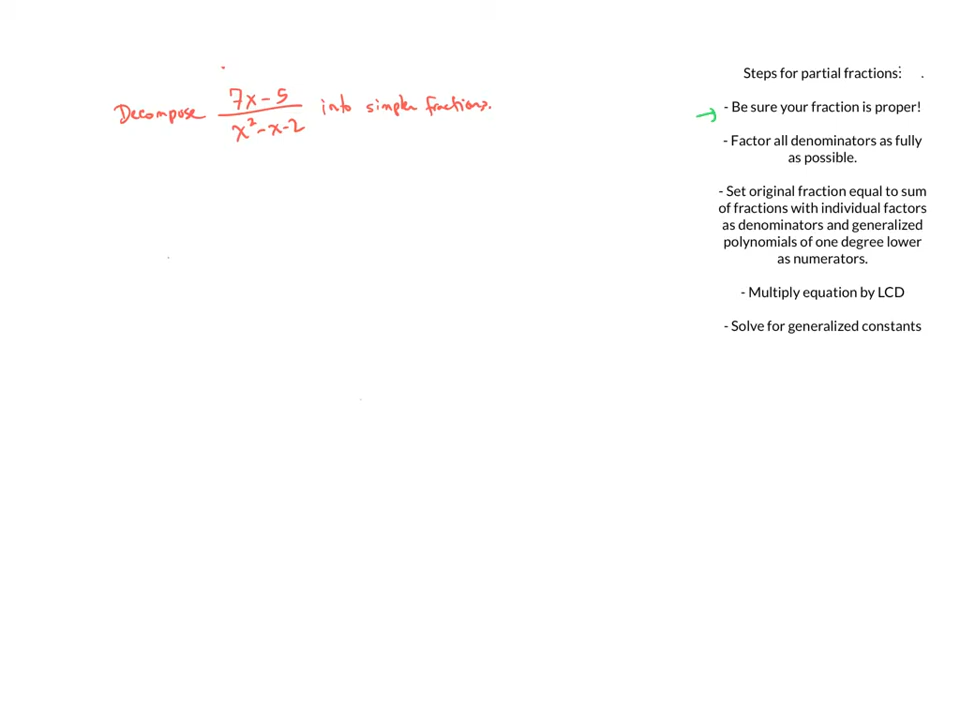 Decompose (7x-5)/(x²-x-2) into simpler fractions.
Steps for partial fractions:
- Be sure your fraction is proper!
- Factor all denominators as fully
as possible.
- Set original fraction equal to sum
of fractions with individual factors
as denominators and generalized
polynomials of one degree lower
as numerators.
- Multiply equation by LCD
- Solve for generalized constants